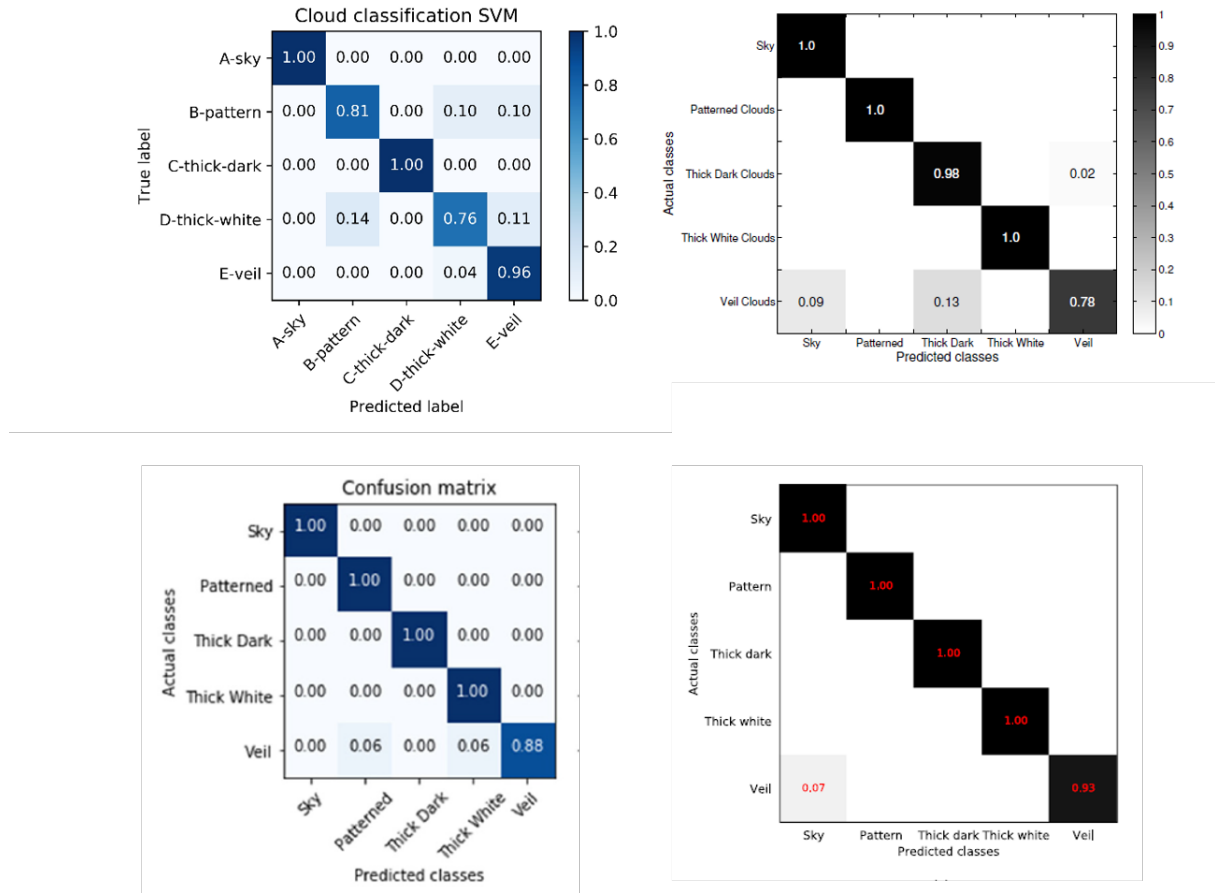 Cloud classification SVM
True label
A-sky 1.00 0.00 0.00 0.00 0.00
B-pattern 0.00 0.81 0.00 0.10 0.10
C-thick-dark 0.00 0.00 1.00 0.00 0.00
D-thick-white 0.00 0.14 0.00 0.76 0.11
E-veil 0.00 0.00 0.00 0.04 0.96
A-sky B-pattern C-thick-dark D-thick-white E-veil
Predicted label
1.0
0.8
0.6
0.4
0.2
0.0
Actual classes
Sky 1.0
Patterned Clouds 1.0
Thick Dark Clouds 0.98 0.02
Thick White Clouds 1.0
Veil Clouds 0.09 0.13 0.78
Sky Patterned Thick Dark Thick White Veil
Predicted classes
1
0.9
0.8
0.7
0.6
0.5
0.4
0.3
0.2
0.1
0
Confusion matrix
Actual classes
Sky 1.00 0.00 0.00 0.00 0.00
Patterned 0.00 1.00 0.00 0.00 0.00
Thick Dark 0.00 0.00 1.00 0.00 0.00
Thick White 0.00 0.00 0.00 1.00 0.00
Veil 0.00 0.06 0.00 0.06 0.88
Sky Patterned Thick Dark Thick White Veil
Predicted classes
Actual classes
Sky 1.00
Pattern 1.00
Thick dark 1.00
Thick white 1.00
Veil 0.07 0.93
Sky Pattern Thick dark Thick white Veil
Predicted classes